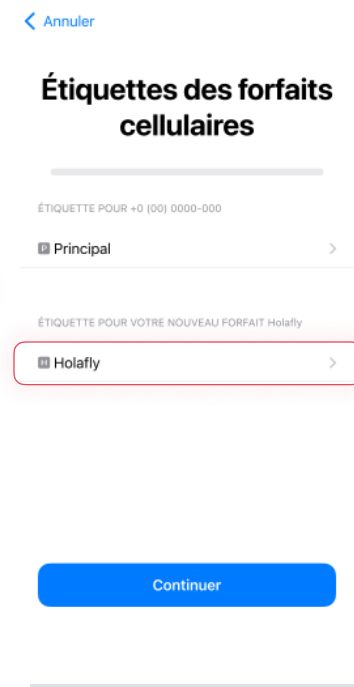 Annuler
Étiquettes des forfaits
cellulaires
ÉTIQUETTE POUR +0 (00) 0000-000
P Principal
ÉTIQUETTE POUR VOTRE NOUVEAU FORFAIT Holafly
H Holafly
Continuer